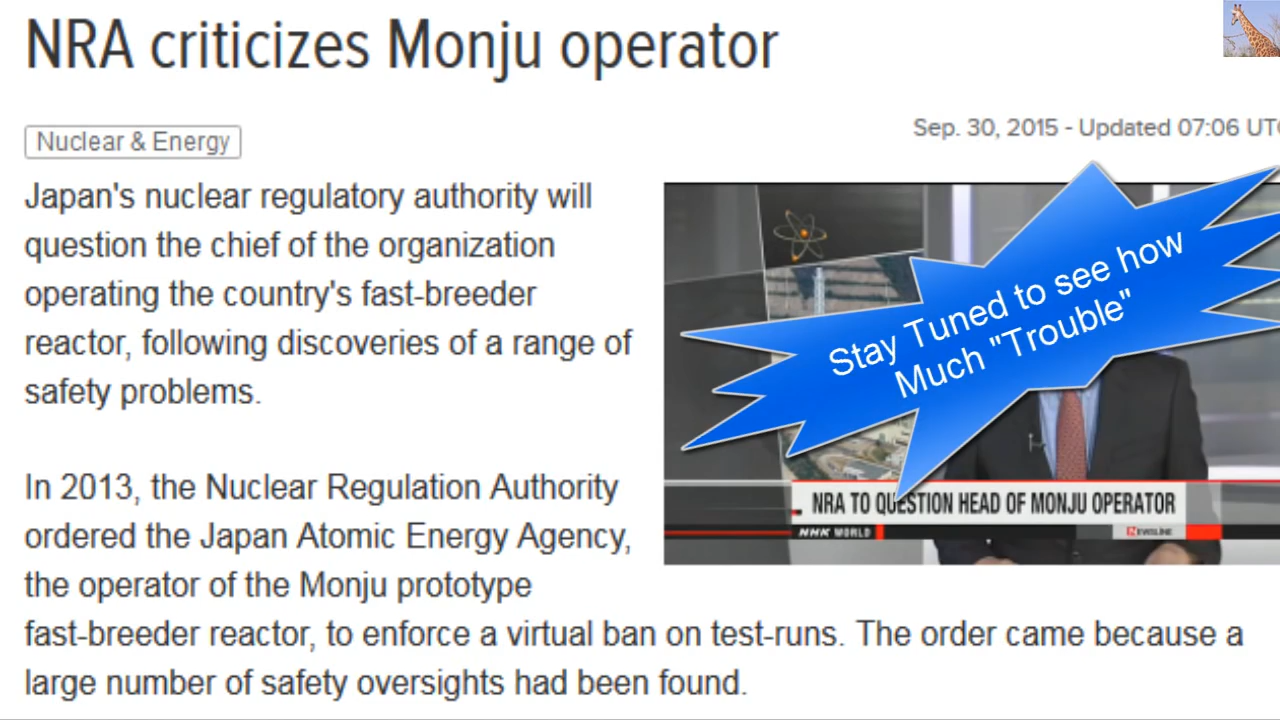 NRA criticizes Monju operator
Nuclear & Energy
Sep. 30, 2015 - Updated 07:06 UTC
Japan's nuclear regulatory authority will
question the chief of the organization
operating the country's fast-breeder
reactor, following discoveries of a range of
safety problems.
Stay Tuned to see how
Much "Trouble"
NRA TO QUESTION HEAD OF MONJU OPERATOR
NHK WORLD
NEWSLINE
In 2013, the Nuclear Regulation Authority
ordered the Japan Atomic Energy Agency,
the operator of the Monju prototype
fast-breeder reactor, to enforce a virtual ban on test-runs. The order came because a
large number of safety oversights had been found.